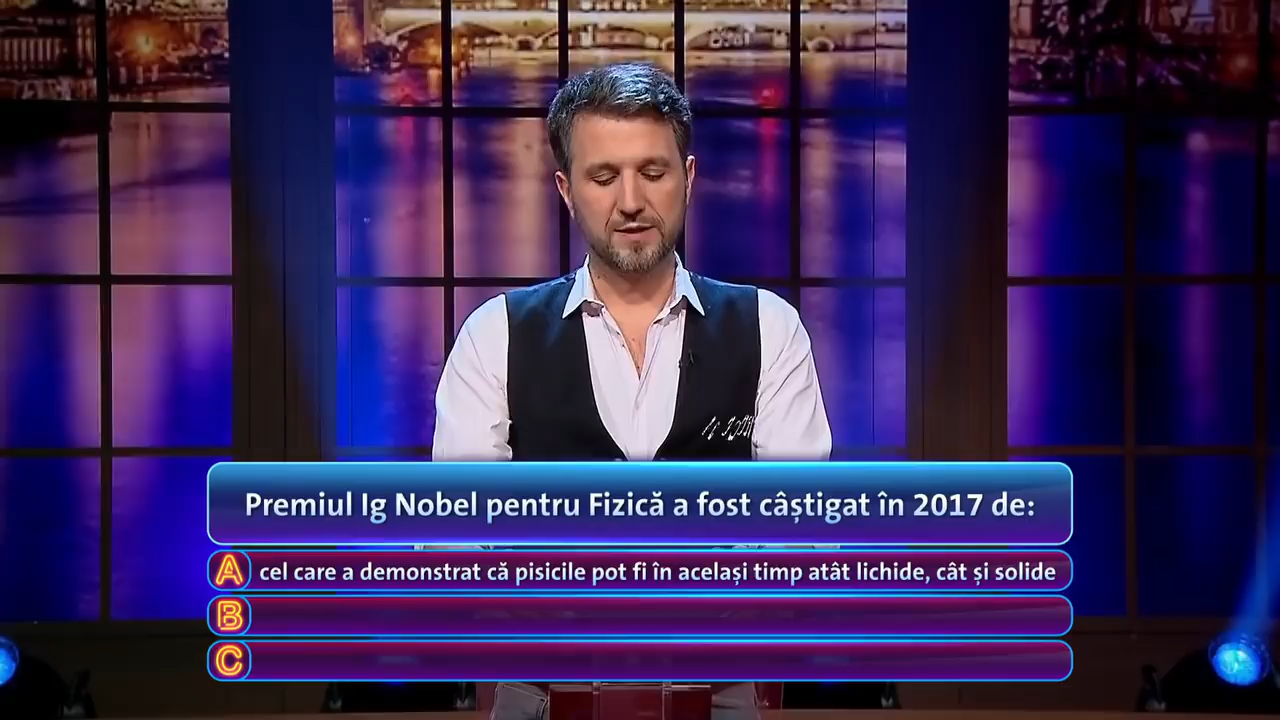 Premiul Ig Nobel pentru Fizică a fost câștigat în 2017 de:
A cel care a demonstrat că pisicile pot fi în același timp atât lichide, cât și solide
B
C